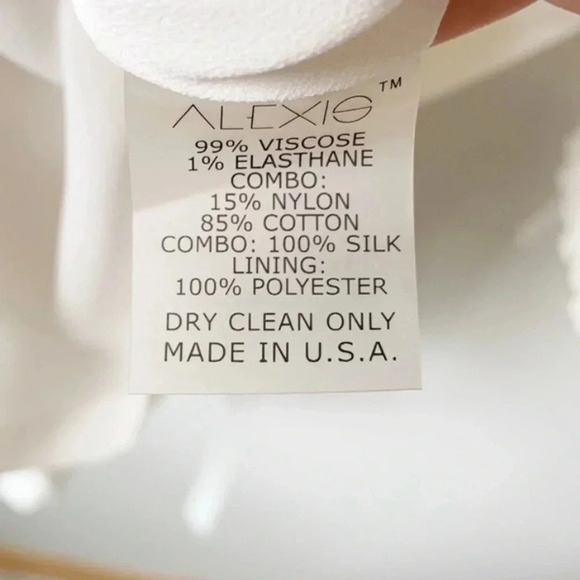 ALEXIS™
99% VISCOSE
1% ELASTHANE
COMBO:
15% NYLON
85% COTTON
COMBO: 100% SILK
LINING:
100% POLYESTER
DRY CLEAN ONLY
MADE IN U.S.A.